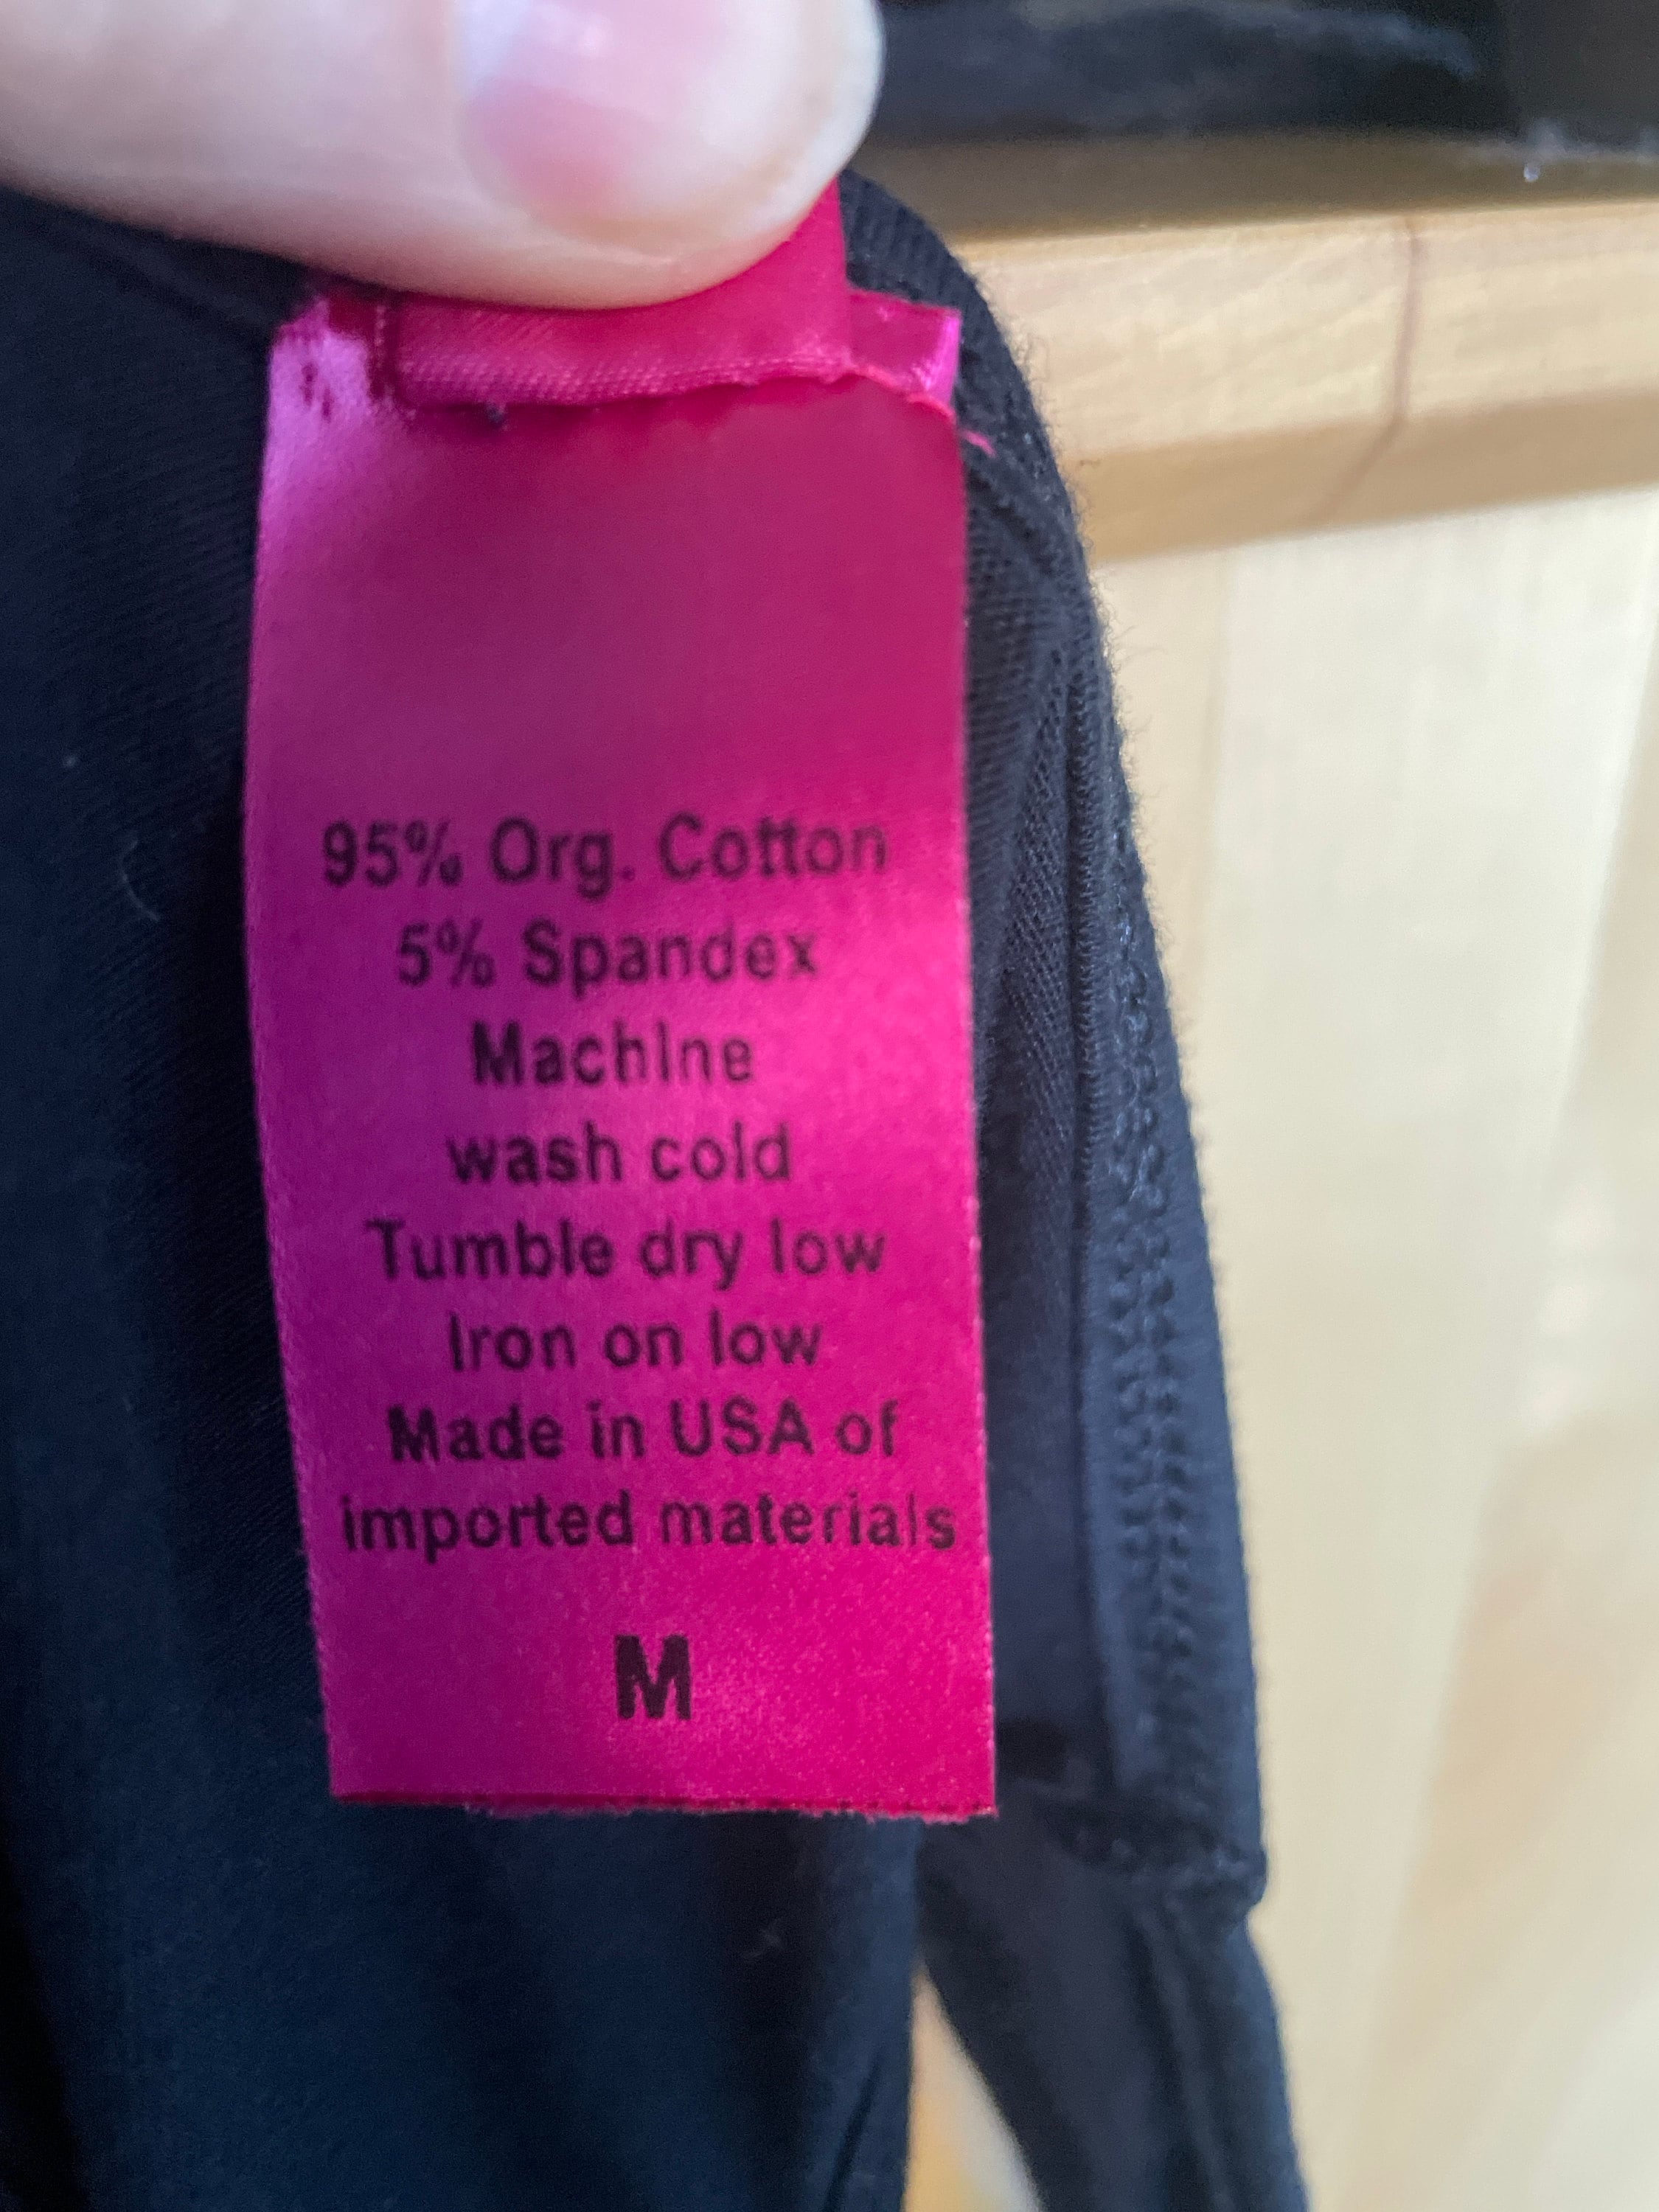 95% Org. Cotton
5% Spandex
Machine
wash cold
Tumble dry low
Iron on low
Made in USA of
imported materials
M